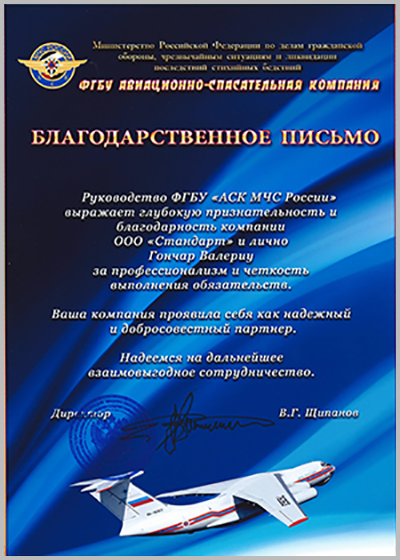 Министерство Российской Федерации по делам гражданской
обороны, чрезвычайным ситуациям и ликвидации
последствий стихийных бедствий
ФГБУ АВИАЦИОННО-СПАСАТЕЛЬНАЯ КОМПАНИЯ
БЛАГОДАРСТВЕННОЕ ПИСЬМО
Руководство ФГБУ «АСК МЧС России»
выражает глубокую признательность и
благодарность компании
ООО «Стандарт» и лично
Гончар Валериу
за профессионализм и четкость
выполнения обязательств.
Ваша компания проявила себя как надежный
и добросовестный партнер.
Надеемся на дальнейшее
взаимовыгодное сотрудничество.
Директор В.Г. Щипанов